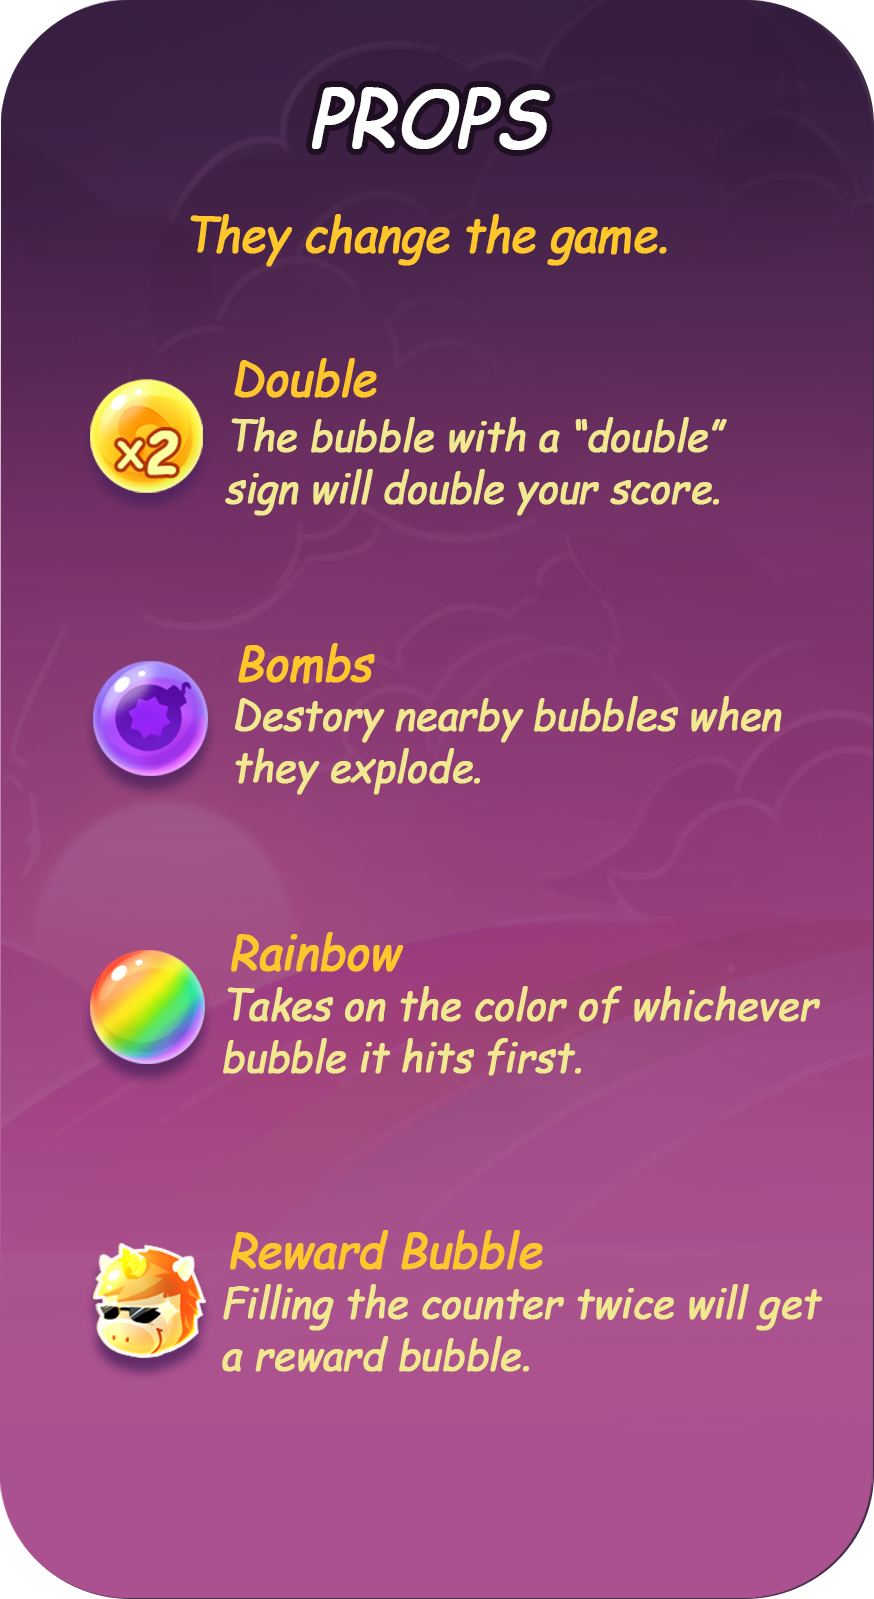 PROPS
They change the game.
x2
Double
The bubble with a “double”
sign will double your score.
Bombs
Destory nearby bubbles when
they explode.
Rainbow
Takes on the color of whichever
bubble it hits first.
Reward Bubble
Filling the counter twice will get
a reward bubble.